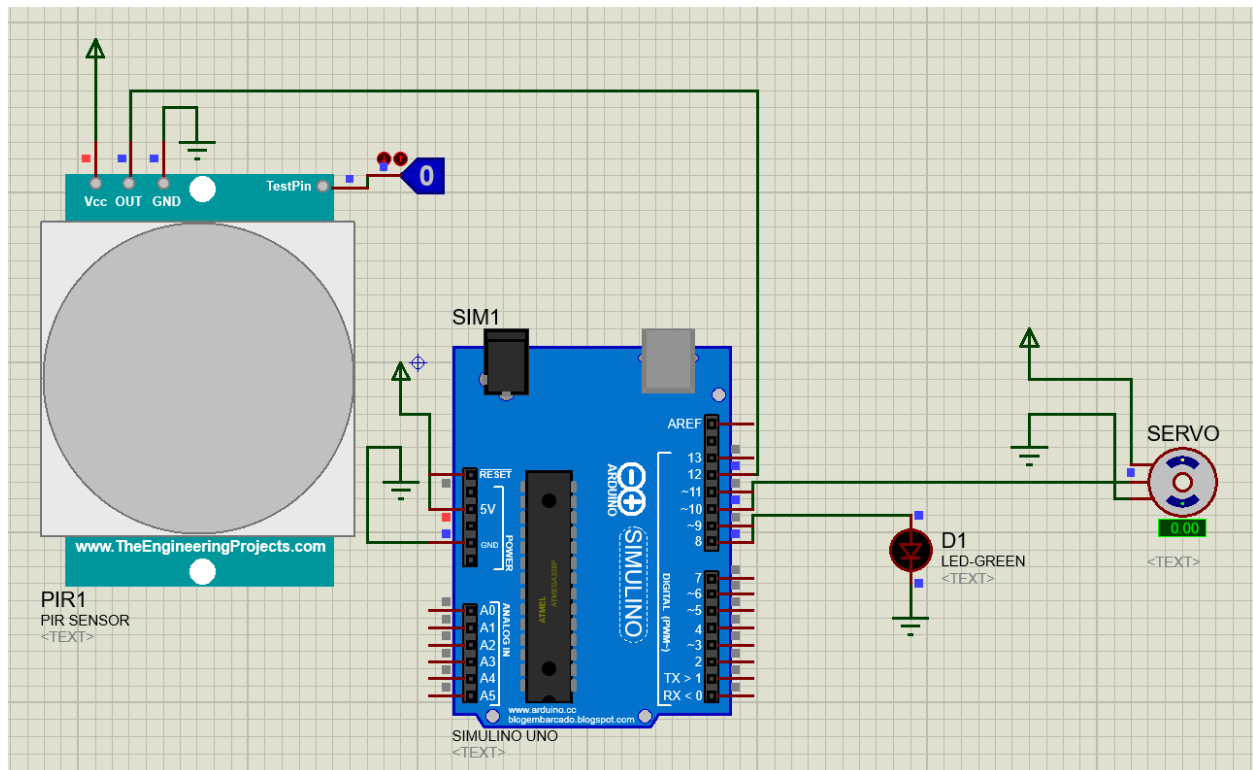 Vcc OUT GND
TestPin
0
www.TheEngineeringProjects.com
PIR1
PIR SENSOR
<TEXT>
SIM1
AREF
13
12
~11
~10
~9
8
7
~6
~5
4
~3
2
TX > 1
RX < 0
RESET
5V
GND
POWER
A0
A1
A2
A3
A4
A5
ANALOG IN
ARDUINO
SIMULINO
DIGITAL (PWM~)
ATMEL
ATMEGA328P
www.arduino.cc
blogembarcado.blogspot.com
SIMULINO UNO
<TEXT>
D1
LED-GREEN
<TEXT>
SERVO
0.00
<TEXT>